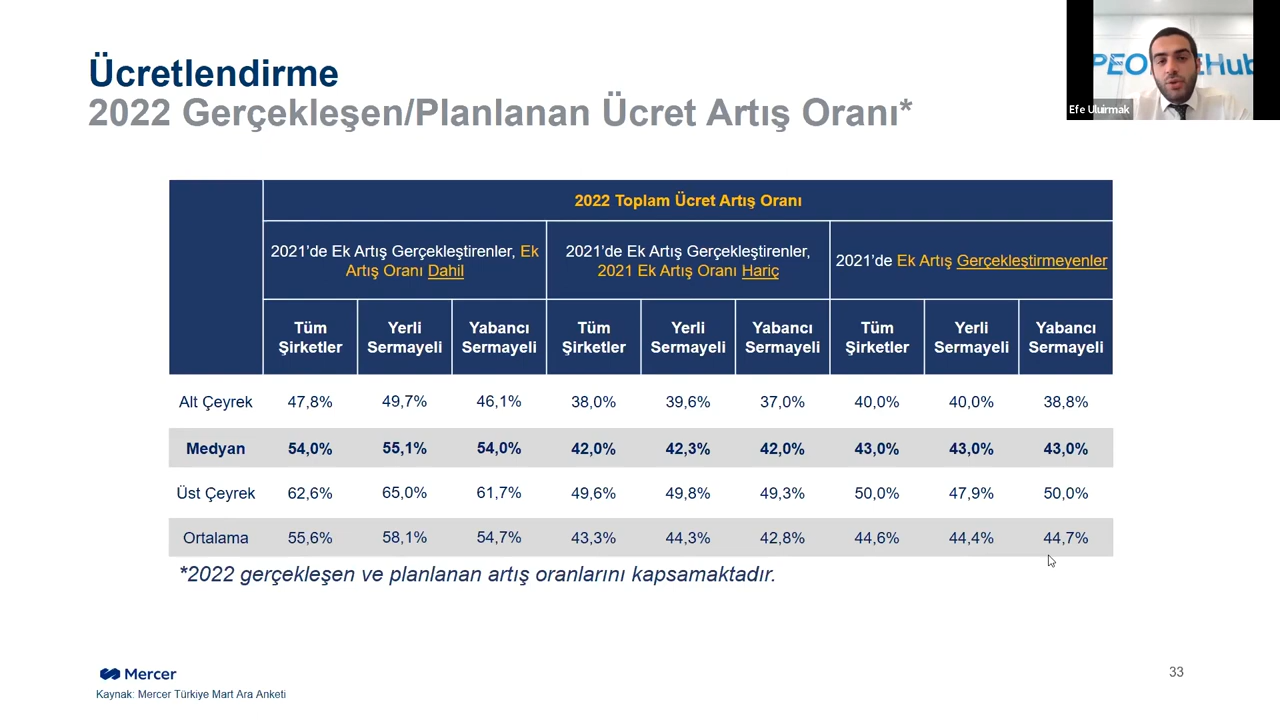 Ücretlendirme
2022 Gerçekleşen/Planlanan Ücret Artış Oranı*
Efe Uluirmak
2022 Toplam Ücret Artış Oranı
2021’de Ek Artış Gerçekleştirenler, Ek
Artış Oranı Dahil
2021’de Ek Artış Gerçekleştirenler,
2021 Ek Artış Oranı Hariç
2021’de Ek Artış Gerçekleştirmeyenler
Tüm Şirketler Yerli Sermayeli Yabancı Sermayeli Tüm Şirketler Yerli Sermayeli Yabancı Sermayeli Tüm Şirketler Yerli Sermayeli Yabancı Sermayeli
Alt Çeyrek 47,8% 49,7% 46,1% 38,0% 39,6% 37,0% 40,0% 40,0% 38,8%
Medyan 54,0% 55,1% 54,0% 42,0% 42,3% 42,0% 43,0% 43,0% 43,0%
Üst Çeyrek 62,6% 65,0% 61,7% 49,6% 49,8% 49,3% 50,0% 47,9% 50,0%
Ortalama 55,6% 58,1% 54,7% 43,3% 44,3% 42,8% 44,6% 44,4% 44,7%
*2022 gerçekleşen ve planlanan artış oranlarını kapsamaktadır.
Mercer
Kaynak: Mercer Türkiye Mart Ara Anketi
33